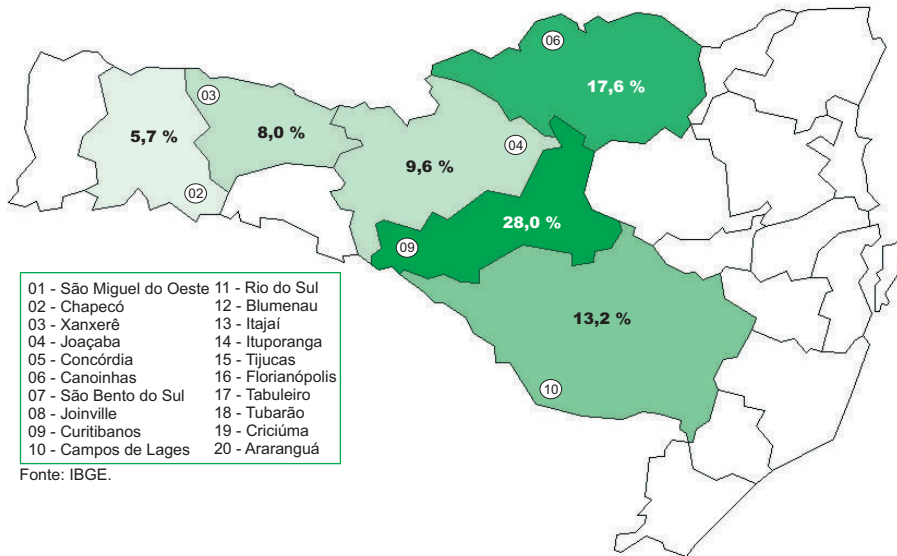 06
17,6 %
03
5,7 %
8,0 %
04
9,6 %
02
28,0 %
09
13,2 %
10
01 - São Miguel do Oeste
02 - Chapecó
03 - Xanxerê
04 - Joaçaba
05 - Concórdia
06 - Canoinhas
07 - São Bento do Sul
08 - Joinville
09 - Curitibanos
10 - Campos de Lages
11 - Rio do Sul
12 - Blumenau
13 - Itajaí
14 - Ituporanga
15 - Tijucas
16 - Florianópolis
17 - Tabuleiro
18 - Tubarão
19 - Criciúma
20 - Araranguá
Fonte: IBGE.